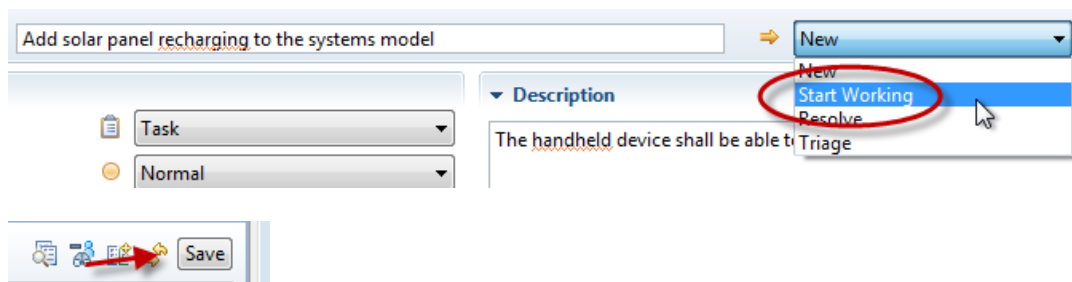 Add solar panel recharging to the systems model
New
New
Start Working
Resolve
Triage
Description
Task
The handheld device shall be able t
Normal
Save